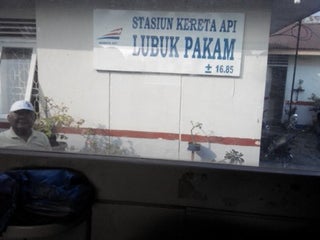 STASIUN KERETA API
LUBUK PAKAM
± 16.85